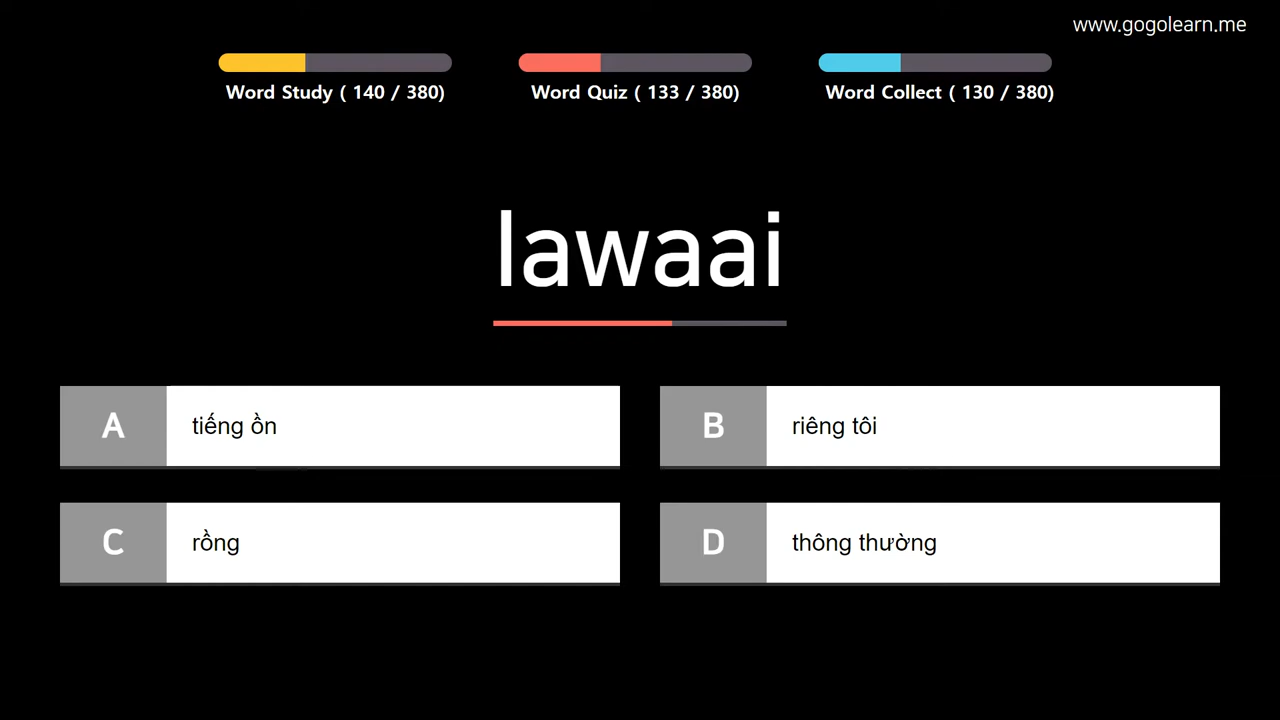 www.gogolearn.me
Word Study ( 140 / 380)
Word Quiz ( 133 / 380)
Word Collect ( 130 / 380)
lawaai
A tiếng ồn
B riêng tôi
C rồng
D thông thường